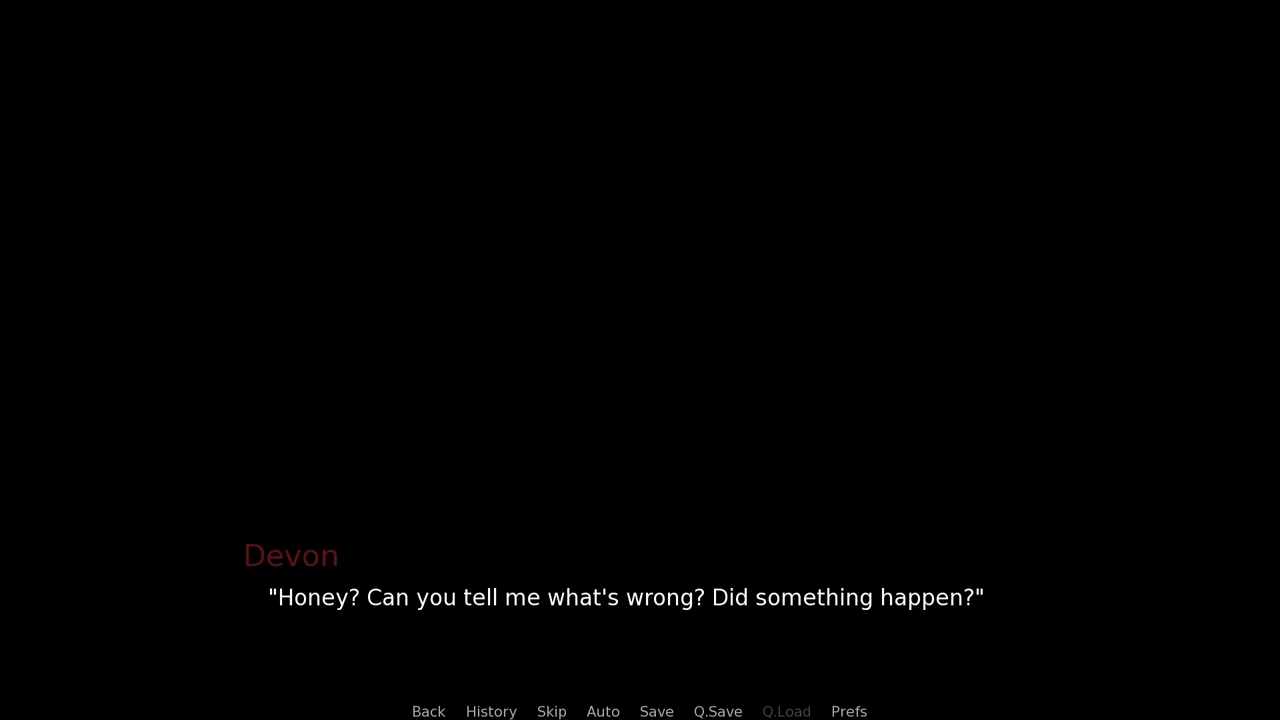 Devon
"Honey? Can you tell me what's wrong? Did something happen?"
Back History Skip Auto Save Q.Save Q.Load Prefs